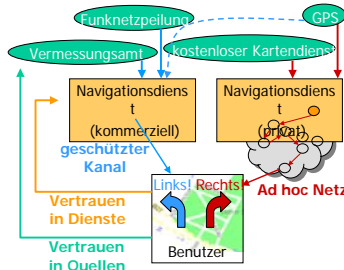 Funknetzpeilung
GPS
Vermessungsamt
kostenloser Kartendienst
Navigationsdiens
t
(kommerziell)
Navigationsdiens
t
(privat)
geschützter
Kanal
Links!
Rechts!
Ad hoc Netz
Vertrauen
in Dienste
Benutzer
Vertrauen
in Quellen